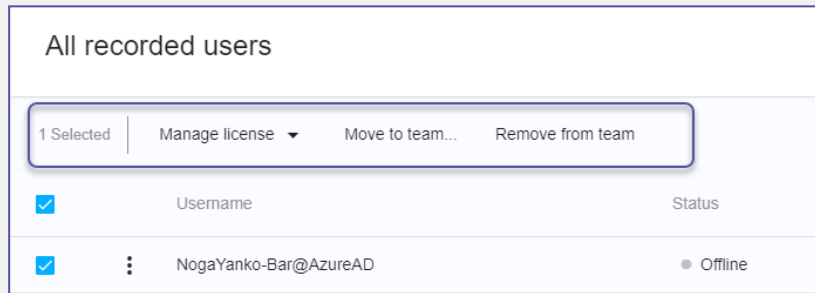 All recorded users
1 Selected Manage license Move to team... Remove from team
Username Status
NogaYanko-Bar@AzureAD Offline